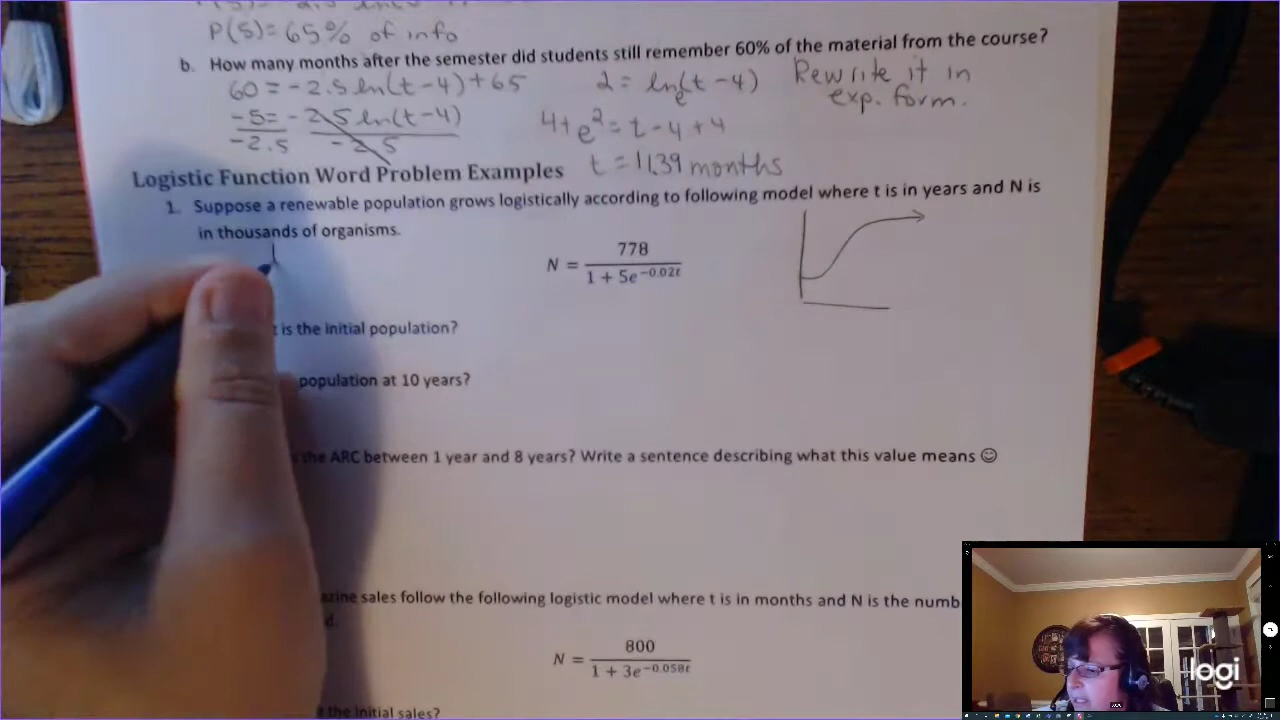 P(5)=65% of info
b. How many months after the semester did students still remember 60% of the material from the course?
60 = -2.5 ln(t-4)+65
2 = ln(t-4)
e
Rewrite it in
exp. form.
-5 = -2.5 ln(t-4)
-2.5 -2.5
4+e²=t-4+4
t = 11.39 months
Logistic Function Word Problem Examples
1. Suppose a renewable population grows logistically according to following model where t is in years and N is
in thousands of organisms.
N = 778
1 + 5e^-0.02t
is the initial population?
population at 10 years?
the ARC between 1 year and 8 years? Write a sentence describing what this value means ☺
sales follow the following logistic model where t is in months and N is the
N = 800
1 + 3e^-0.058t
the initial sales?
logi